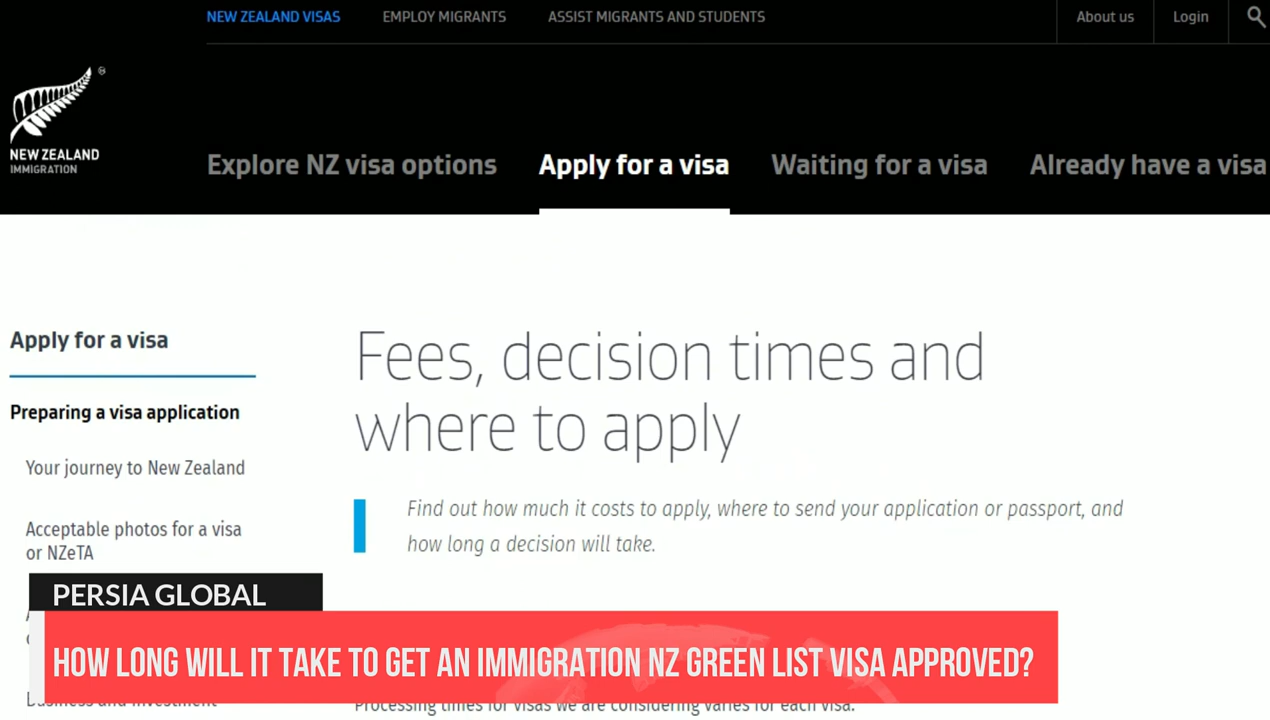 NEW ZEALAND VISAS EMPLOY MIGRANTS ASSIST MIGRANTS AND STUDENTS About us Login
NEW ZEALAND
IMMIGRATION
Explore NZ visa options Apply for a visa Waiting for a visa Already have a visa
Apply for a visa
Preparing a visa application
Your journey to New Zealand
Acceptable photos for a visa
or NZeTA
Fees, decision times and
where to apply
Find out how much it costs to apply, where to send your application or passport, and
how long a decision will take.
PERSIA GLOBAL
HOW LONG WILL IT TAKE TO GET AN IMMIGRATION NZ GREEN LIST VISA APPROVED?
Business and investment
Processing times for visas we are considering varies for each visa.